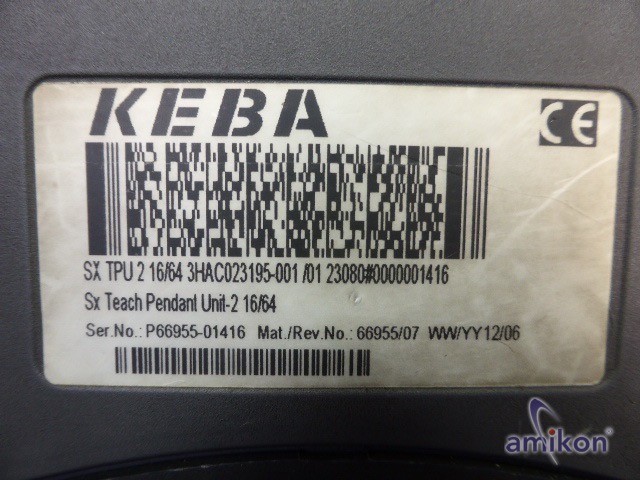 KEBA
CE
SX TPU 2 16/64 3HAC023195-001 /01 23080#0000001416
Sx Teach Pendant Unit-2 16/64
Ser.No.: P66955-01416 Mat./Rev.No.: 66955/07 WW/YY12/06
amikon®